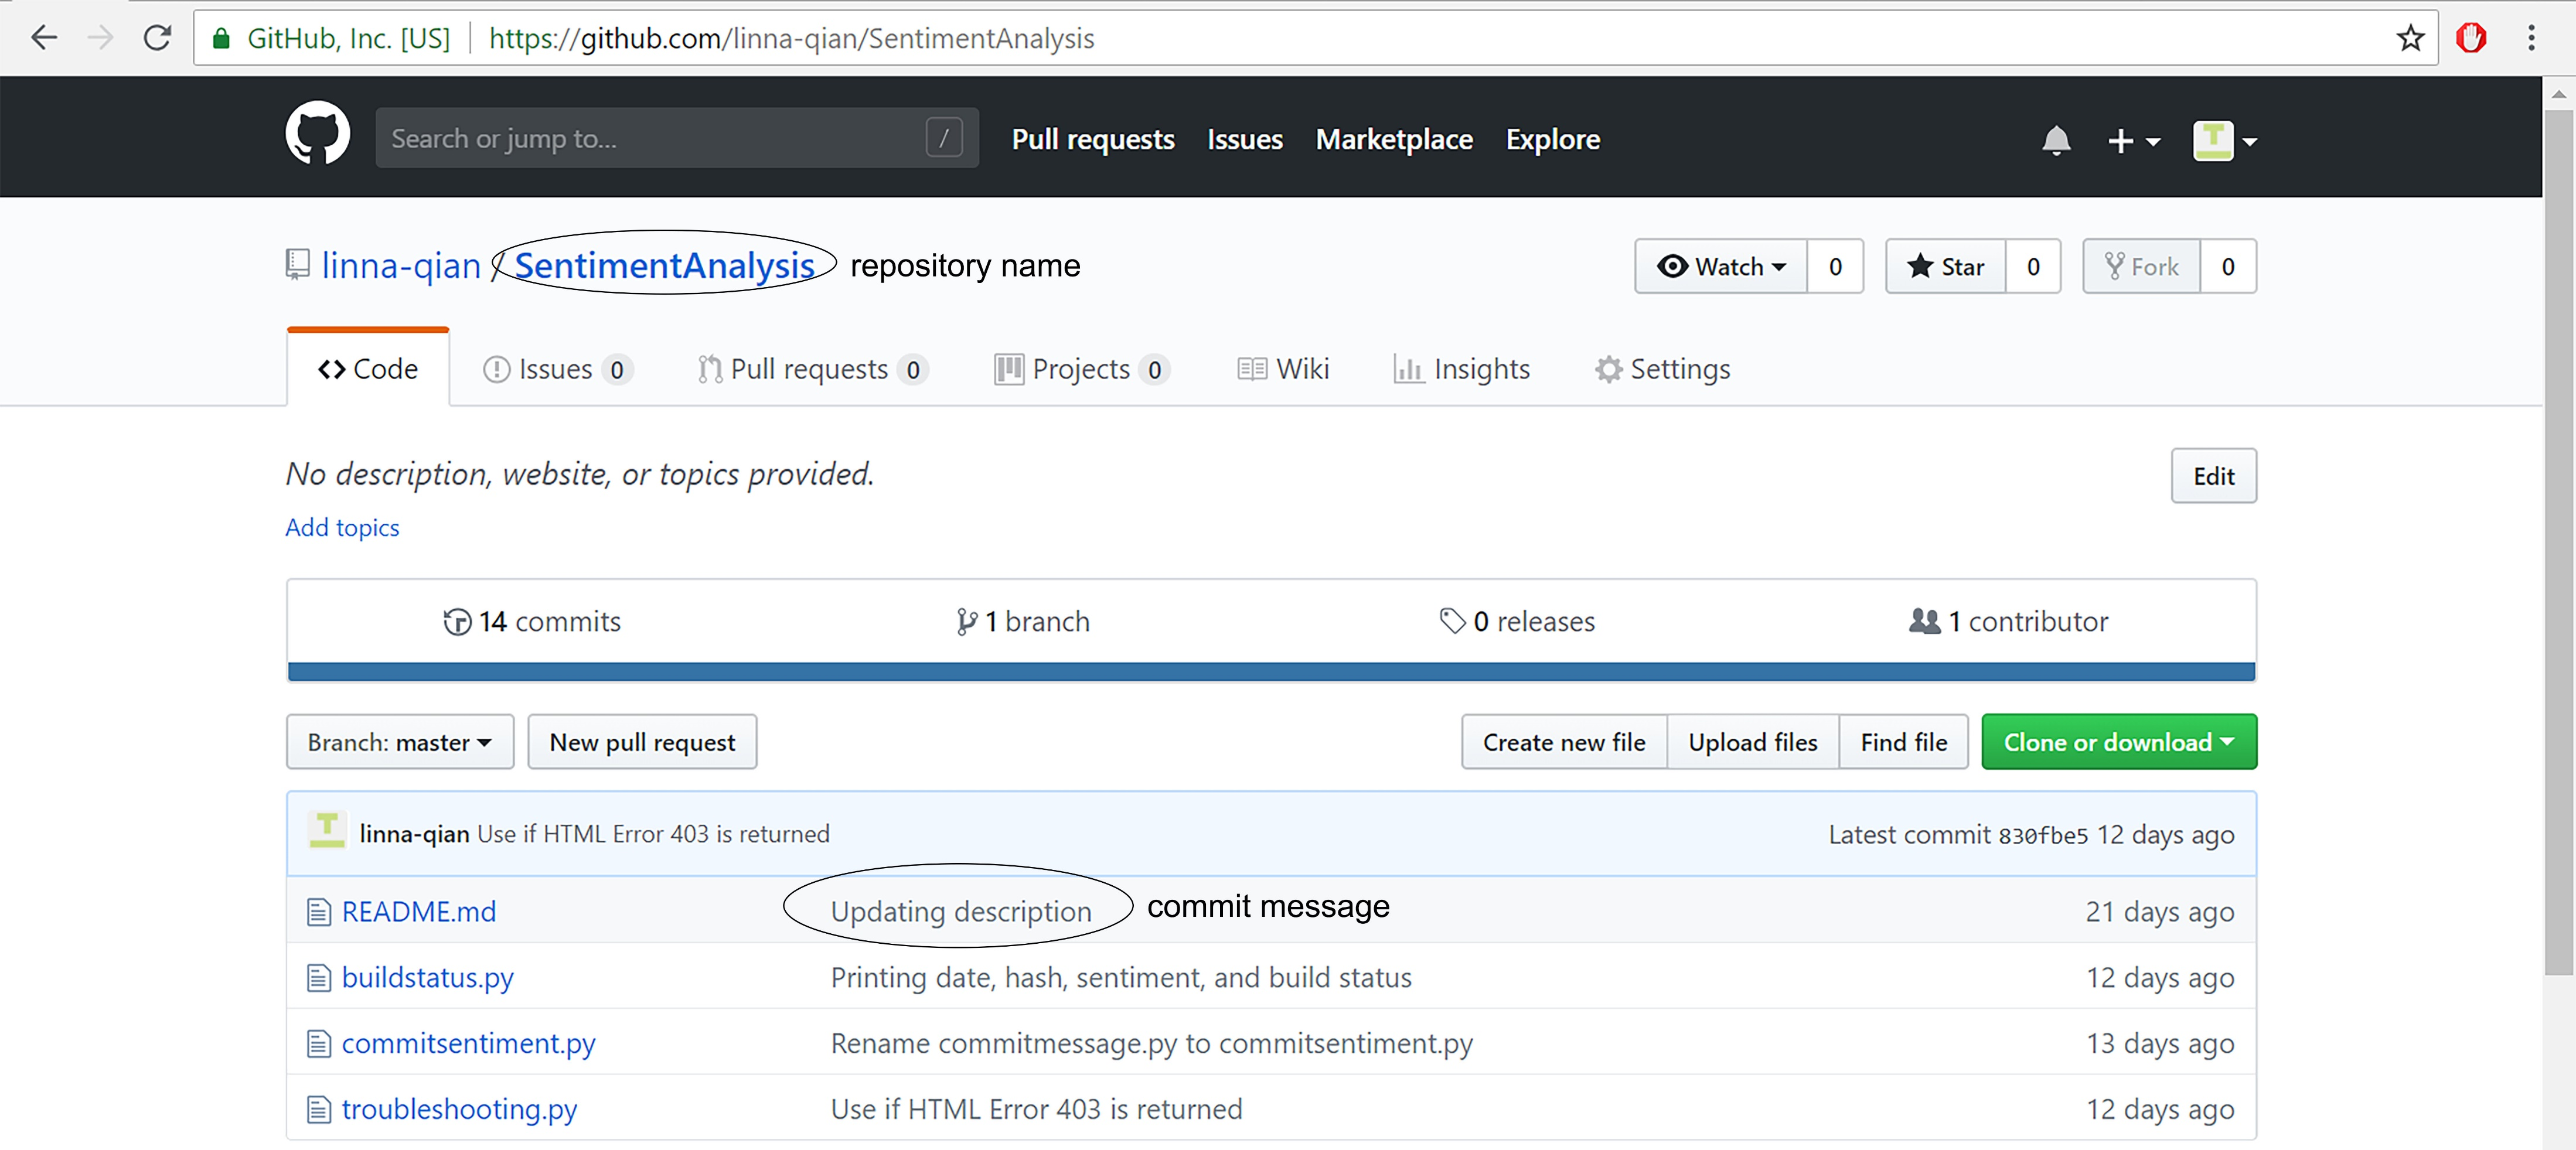 GitHub, Inc. [US] https://github.com/linna-qian/SentimentAnalysis
Search or jump to... / Pull requests Issues Marketplace Explore
linna-qian / SentimentAnalysis repository name Watch 0 Star 0 Fork 0
Code Issues 0 Pull requests 0 Projects 0 Wiki Insights Settings
No description, website, or topics provided. Edit
Add topics
14 commits 1 branch 0 releases 1 contributor
Branch: master New pull request Create new file Upload files Find file Clone or download
linna-qian Use if HTML Error 403 is returned Latest commit 830fbe5 12 days ago
README.md Updating description commit message 21 days ago
buildstatus.py Printing date, hash, sentiment, and build status 12 days ago
commitsentiment.py Rename commitmessage.py to commitsentiment.py 13 days ago
troubleshooting.py Use if HTML Error 403 is returned 12 days ago